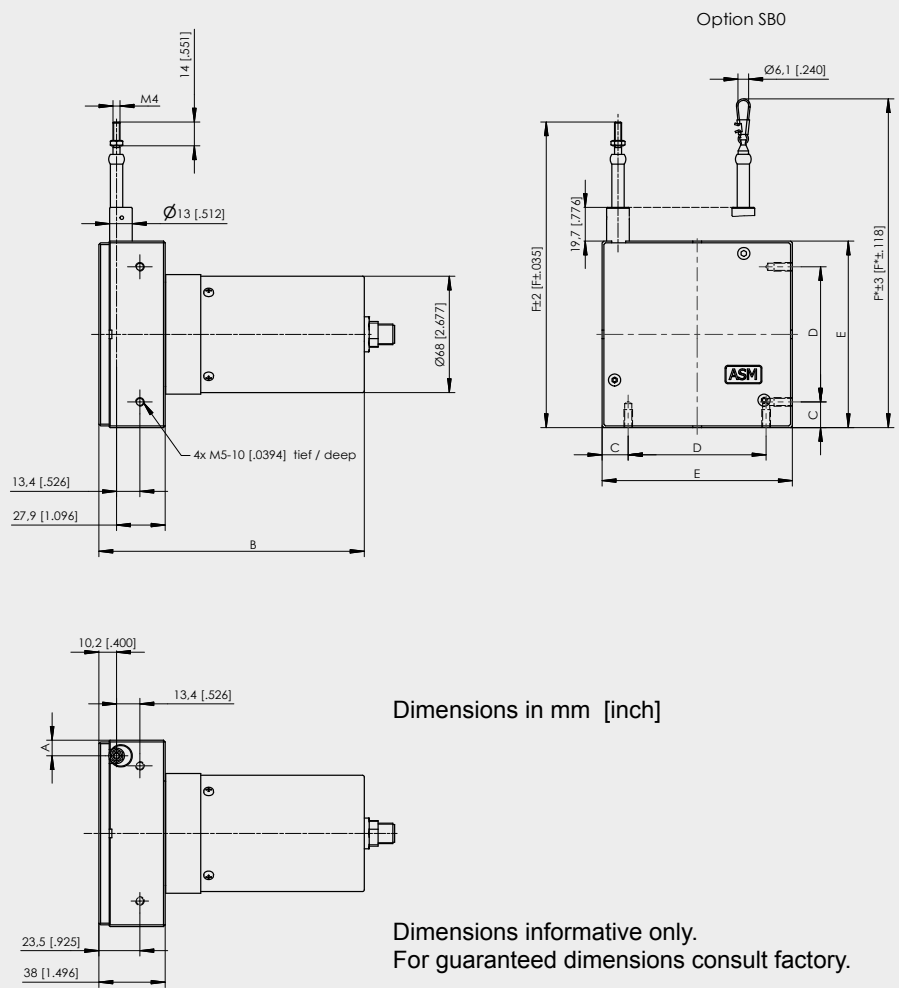 Option SB0
14 [.551]
M4
Ø13 [.512]
Ø68 [2.677]
4x M5-10 [.0394] tief / deep
13,4 [.526]
27,9 [1.096]
B
Ø6,1 [.240]
19,7 [.776]
F±2 [F±.035]
F*±3 [F*±.118]
D
E
C
ASM
C
D
E
10,2 [.400]
13,4 [.526]
A
23,5 [.925]
38 [1.496]
Dimensions in mm [inch]
Dimensions informative only.
For guaranteed dimensions consult factory.